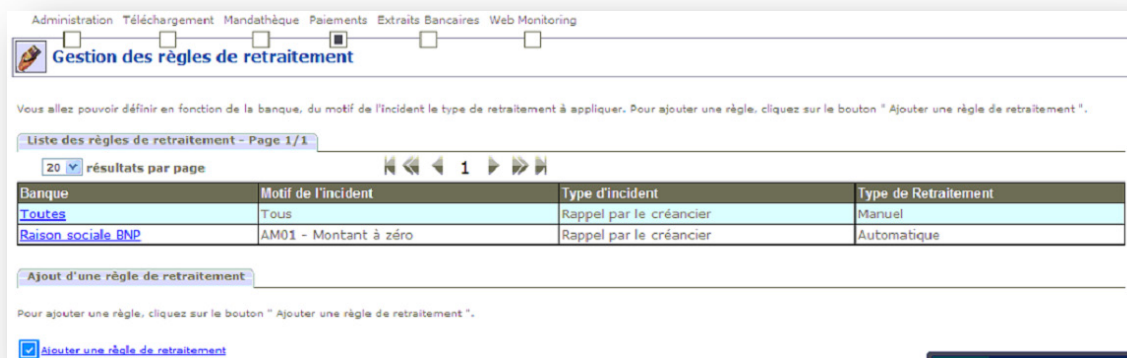 Administration Téléchargement Mandathèque Paiements Extraits Bancaires Web Monitoring
Gestion des règles de retraitement
Vous allez pouvoir définir en fonction de la banque, du motif de l'incident le type de retraitement à appliquer. Pour ajouter une règle, cliquez sur le bouton " Ajouter une règle de retraitement ".
Liste des règles de retraitement - Page 1/1
20 résultats par page 1
Banque Motif de l'incident Type d'incident Type de Retraitement
Toutes Tous Rappel par le créancier Manuel
Raison sociale BNP AM01 - Montant à zéro Rappel par le créancier Automatique
Ajout d'une règle de retraitement
Pour ajouter une règle, cliquez sur le bouton " Ajouter une règle de retraitement ".
Ajouter une règle de retraitement